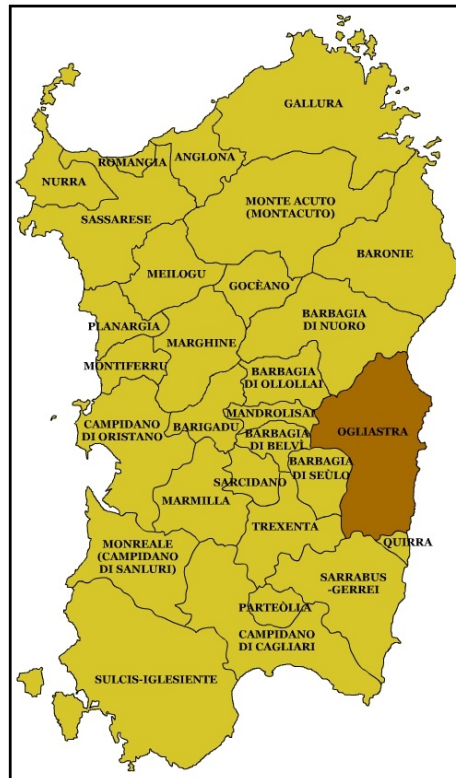 GALLURA
ROMANGIA
ANGLONA
NURRA
SASSARESE
MONTE ACUTO
(MONTACUTO)
BARONIE
MEILOGU
GOCÈANO
PLANARGIA
BARBAGIA
DI NUORO
MARGHINE
MONTIFERRU
BARBAGIA
DI OLLOLLAI
MANDROLISAI
CAMPIDANO
DI ORISTANO
BARIGADU
BARBAGIA
DI BELVÌ
OGLIASTRA
BARBAGIA
DI SEÙLO
SARCIDANO
MARMILLA
TREXENTA
MONREALE
(CAMPIDANO
DI SANLURI)
QUIRRA
SARRABUS
-GERREI
PARTEÒLLA
CAMPIDANO
DI CAGLIARI
SULCIS-IGLESIENTE